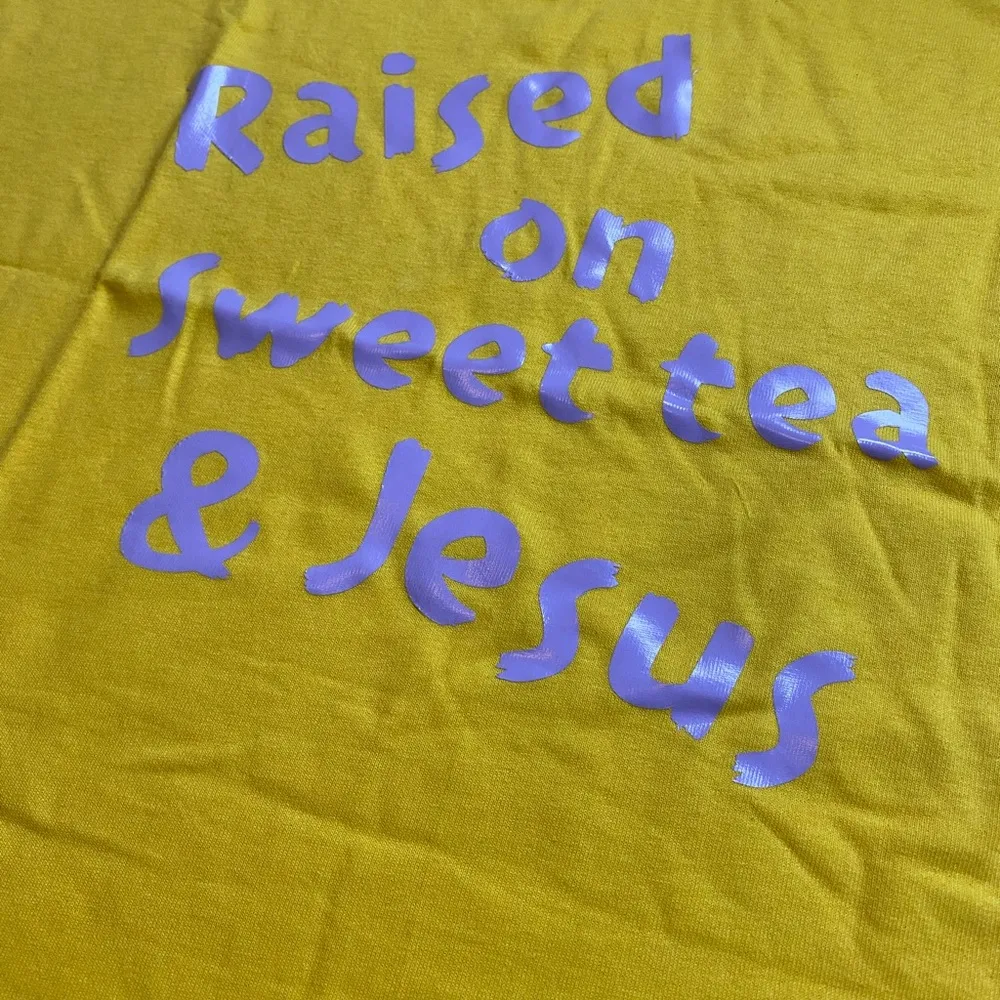 Raised
on
Sweet tea
& Jesus